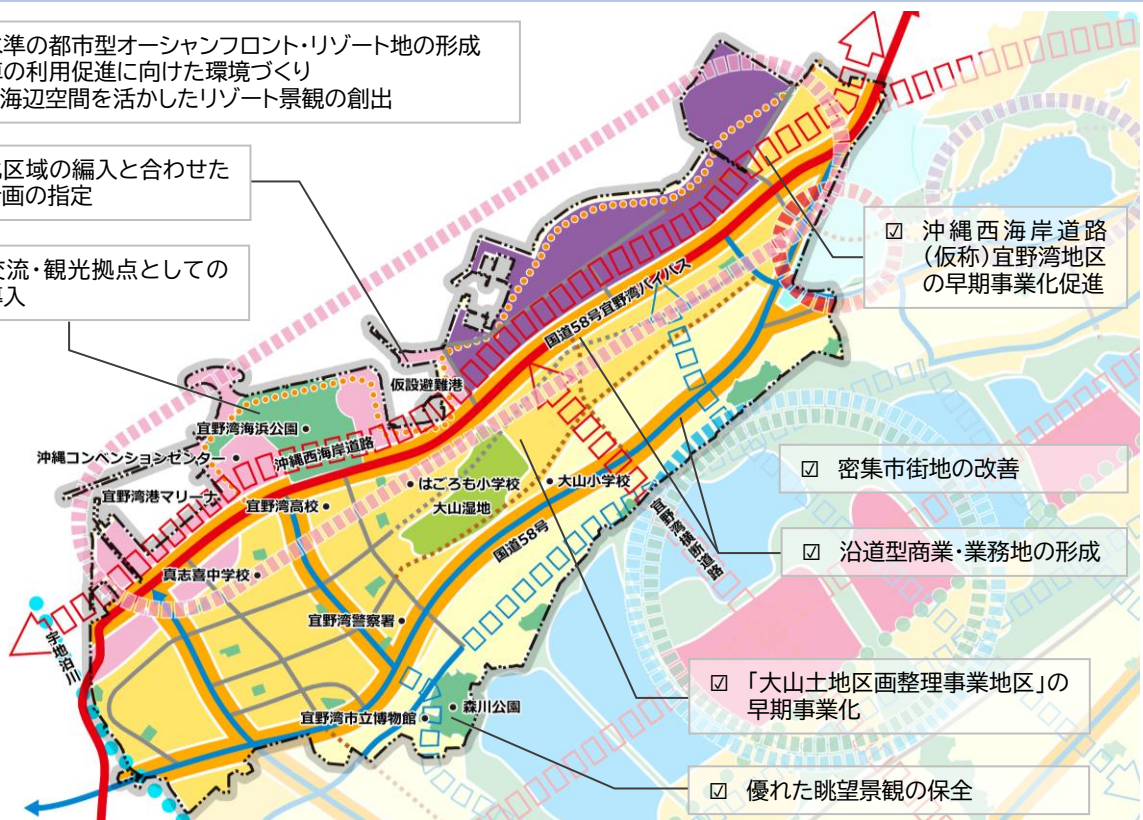 準の都市型オーシャンフロント・リゾート地の形成
の利用促進に向けた環境づくり
海辺空間を活かしたリゾート景観の創出
区域の編入と合わせた
画の指定
交流・観光拠点としての
導入
☑ 沖縄西海岸道路
（仮称）宜野湾地区
の早期事業化促進
国道58号宜野湾バイパス
仮設避難港
宜野湾海浜公園
沖縄コンベンションセンター
沖縄西海岸道路
宜野湾港マリーナ
宜野湾高校
はごろも小学校
大山湿地
大山小学校
☑ 密集市街地の改善
宜野湾横断道路
国道58号
☑ 沿道型商業・業務地の形成
真志喜中学校
宜野湾警察署
宇地泊川
☑ 「大山土地区画整理事業地区」の
早期事業化
宜野湾市立博物館
森川公園
☑ 優れた眺望景観の保全